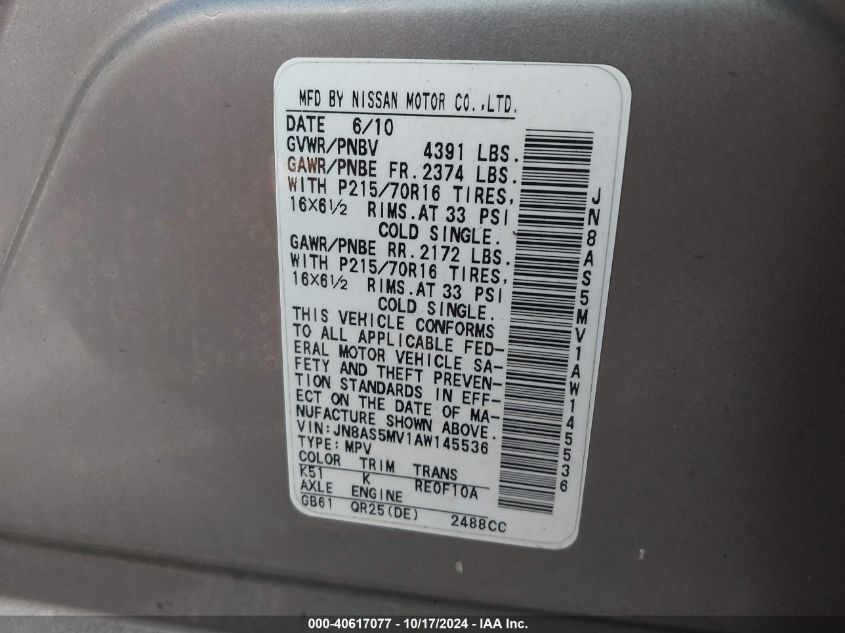 MFD BY NISSAN MOTOR CO.,LTD.
DATE 6/10
GVWR/PNBV 4391 LBS.
GAWR/PNBE FR.2374 LBS.
WITH P215/70R16 TIRES,
16X6½ RIMS.AT 33 PSI
COLD SINGLE.
GAWR/PNBE RR.2172 LBS.
WITH P215/70R16 TIRES,
16X6½ RIMS.AT 33 PSI
COLD SINGLE.
THIS VEHICLE CONFORMS
TO ALL APPLICABLE FED-
ERAL MOTOR VEHICLE SA-
FETY AND THEFT PREVEN-
TION STANDARDS IN EFF-
ECT ON THE DATE OF MA-
NUFACTURE SHOWN ABOVE.
VIN:JN8AS5MV1AW145536
TYPE:MPV
COLOR TRIM TRANS
K51 K RE0F10A
AXLE ENGINE
GB61 QR25(DE) 2488CC
JN8AS5MV1AW145536
000-40617077 - 10/17/2024 - IAA Inc.